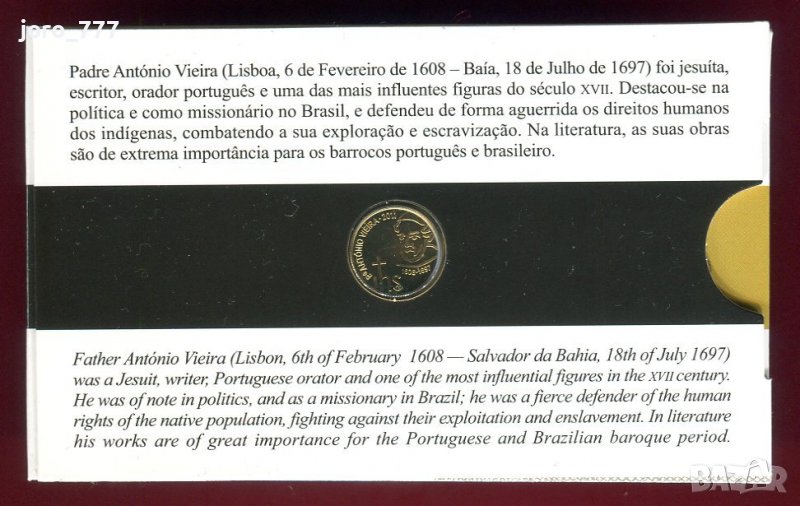 joro_777
Padre António Vieira (Lisboa, 6 de Fevereiro de 1608 – Baía, 18 de Julho de 1697) foi jesuíta,
escritor, orador português e uma das mais influentes figuras do século XVII. Destacou-se na
política e como missionário no Brasil, e defendeu de forma aguerrida os direitos humanos
dos indígenas, combatendo a sua exploração e escravização. Na literatura, as suas obras
são de extrema importância para os barrocos português e brasileiro.
Pe ANTÓNIO VIEIRA · 2011
1608-1697
ihs
Father António Vieira (Lisbon, 6th of February 1608 — Salvador da Bahia, 18th of July 1697)
was a Jesuit, writer, Portuguese orator and one of the most influential figures in the XVII century.
He was of note in politics, and as a missionary in Brazil; he was a fierce defender of the human
rights of the native population, fighting against their exploitation and enslavement. In literature
his works are of great importance for the Portuguese and Brazilian baroque period.
BAZAR